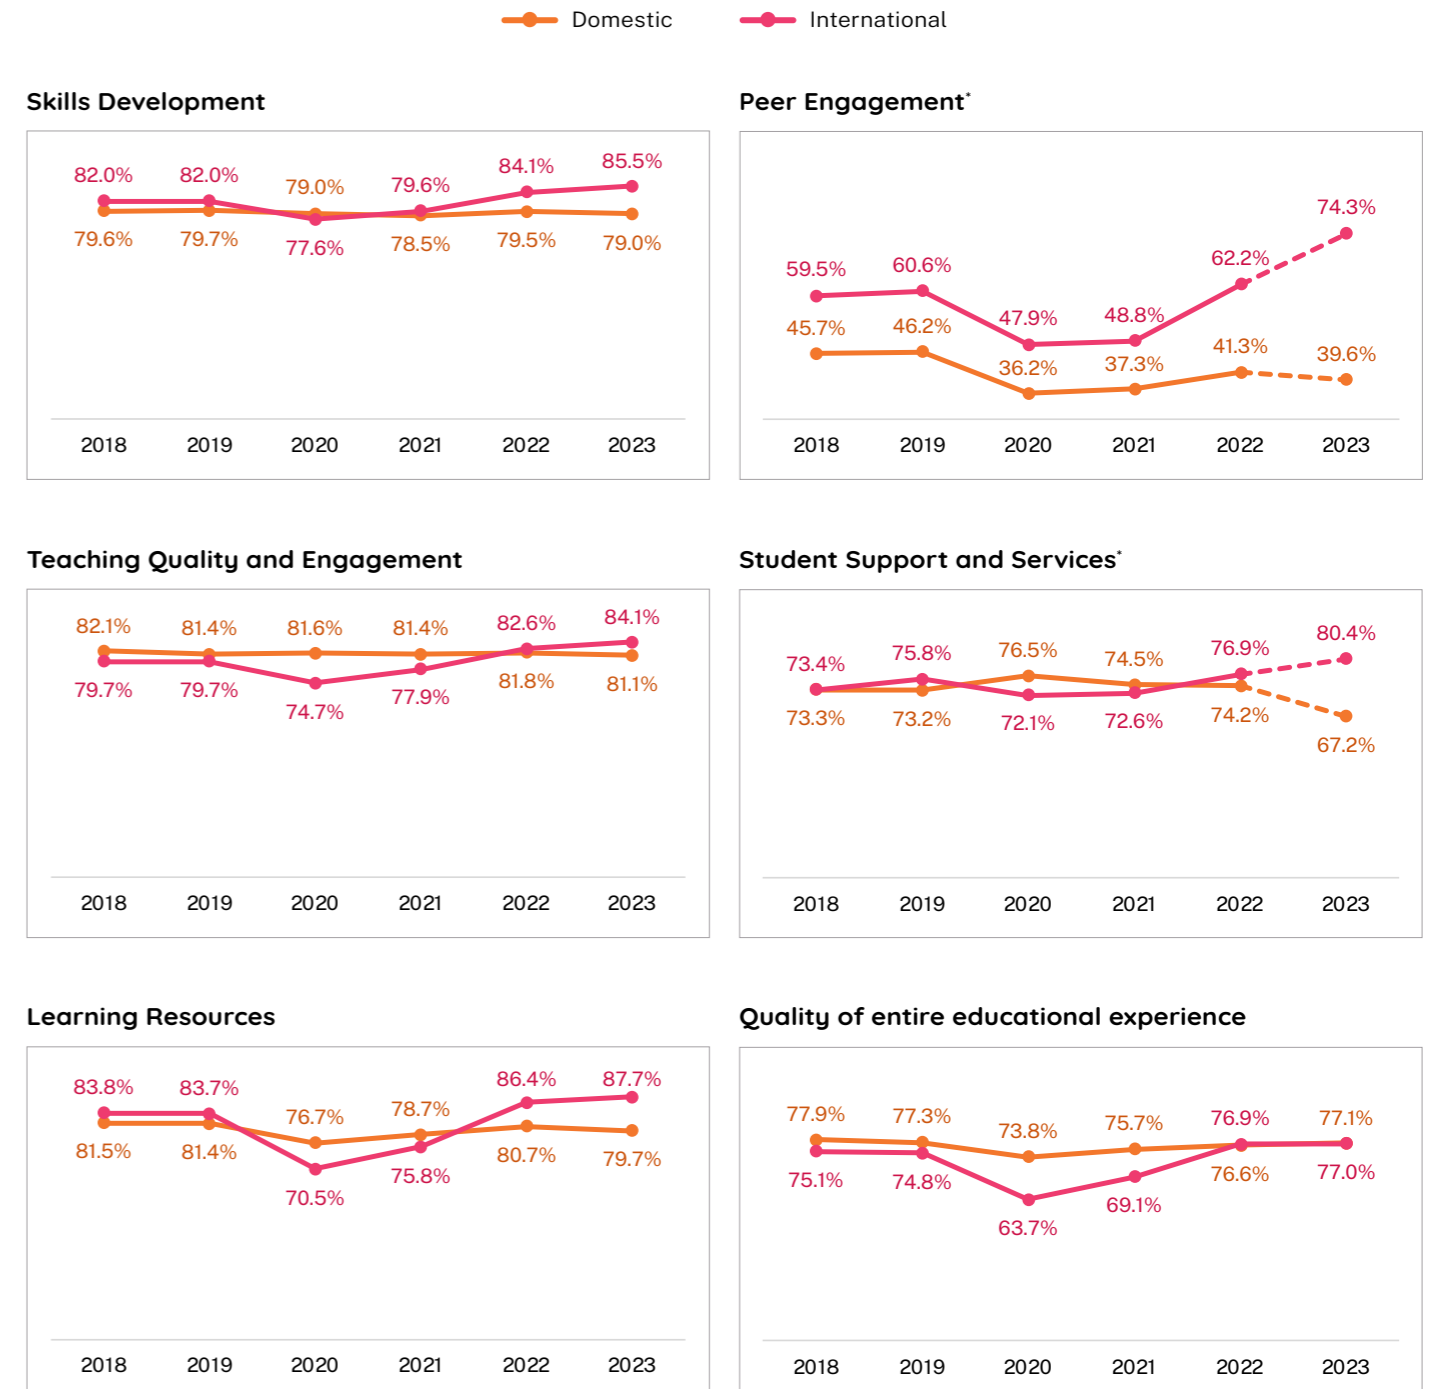 Domestic International
Skills Development
82.0% 82.0% 79.0% 79.6% 84.1% 85.5%
79.6% 79.7% 77.6% 78.5% 79.5% 79.0%
2018 2019 2020 2021 2022 2023
Peer Engagement*
59.5% 60.6% 47.9% 48.8% 62.2% 74.3%
45.7% 46.2% 36.2% 37.3% 41.3% 39.6%
2018 2019 2020 2021 2022 2023
Teaching Quality and Engagement
82.1% 81.4% 81.6% 81.4% 82.6% 84.1%
79.7% 79.7% 74.7% 77.9% 81.8% 81.1%
2018 2019 2020 2021 2022 2023
Student Support and Services*
73.4% 75.8% 76.5% 74.5% 76.9% 80.4%
73.3% 73.2% 72.1% 72.6% 74.2% 67.2%
2018 2019 2020 2021 2022 2023
Learning Resources
83.8% 83.7% 76.7% 78.7% 86.4% 87.7%
81.5% 81.4% 70.5% 75.8% 80.7% 79.7%
2018 2019 2020 2021 2022 2023
Quality of entire educational experience
77.9% 77.3% 73.8% 75.7% 76.9% 77.1%
75.1% 74.8% 63.7% 69.1% 76.6% 77.0%
2018 2019 2020 2021 2022 2023